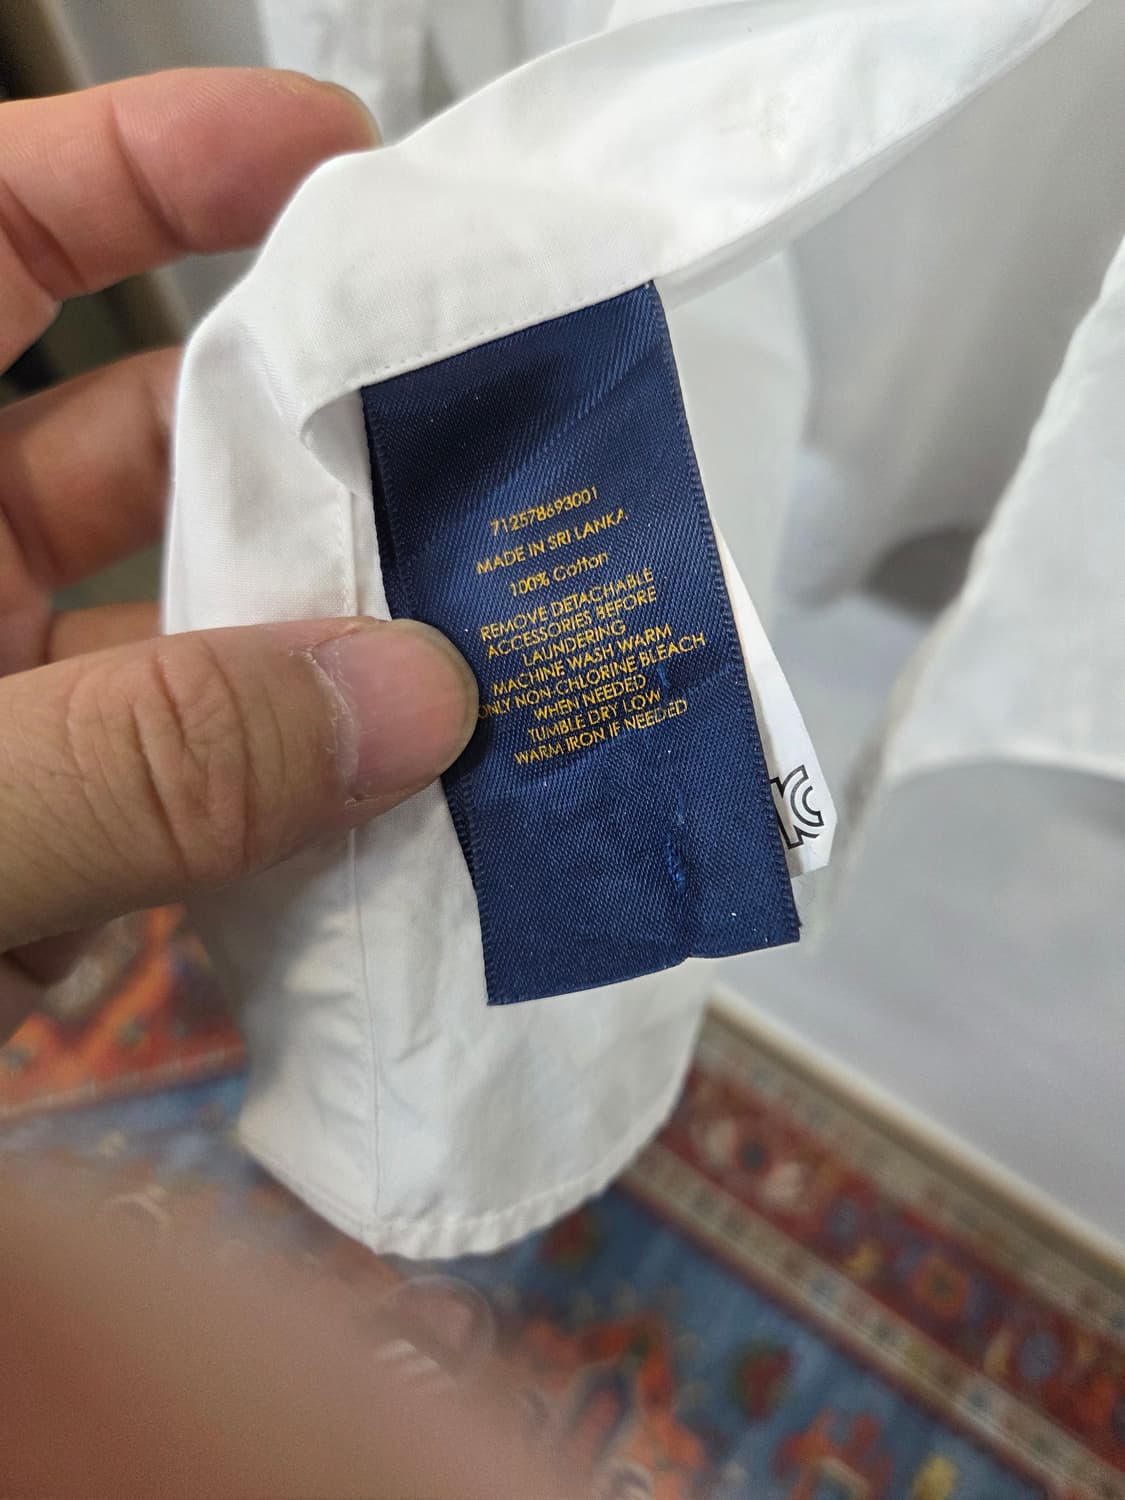 712578693001
MADE IN SRI LANKA
100% Cotton
REMOVE DETACHABLE
ACCESSORIES BEFORE
LAUNDERING
MACHINE WASH WARM
ONLY NON-CHLORINE BLEACH
WHEN NEEDED
TUMBLE DRY LOW
WARM IRON IF NEEDED